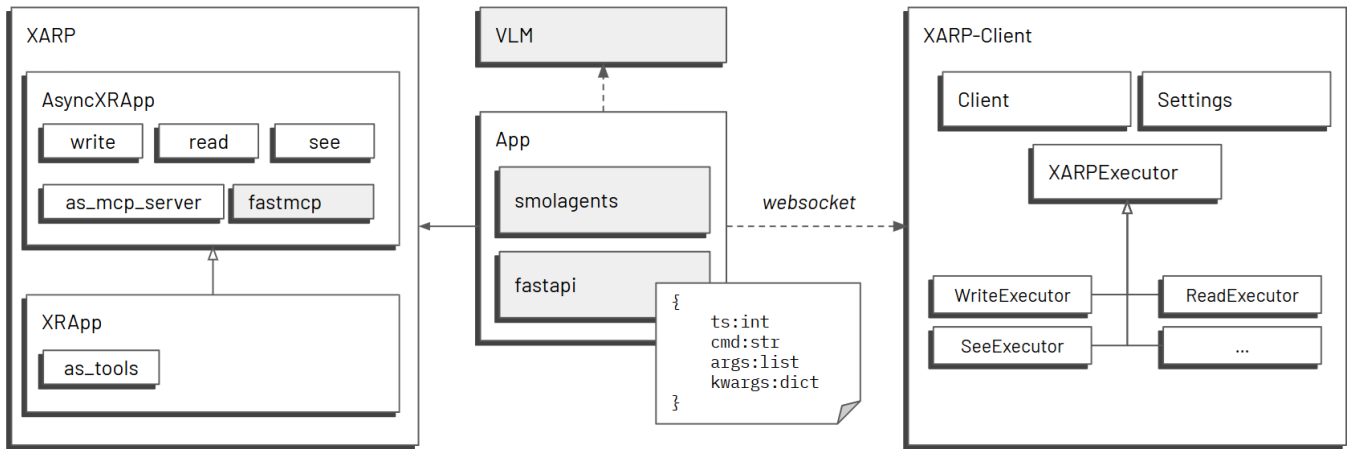 XARP
AsyncXRApp
write
read
see
as_mcp_server
fastmcp
XRApp
as_tools
VLM
App
smolagents
fastapi
{
ts:int
cmd:str
args:list
kwargs:dict
}
websocket
XARP-Client
Client
Settings
XARPExecutor
WriteExecutor
ReadExecutor
SeeExecutor
...